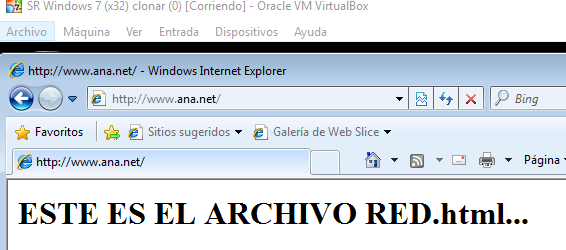 SR Windows 7 (x32) clonar (0) [Corriendo] - Oracle VM VirtualBox
Archivo Máquina Ver Entrada Dispositivos Ayuda
http://www.ana.net/ - Windows Internet Explorer
http://www.ana.net/ Bing
Favoritos Sitios sugeridos Galería de Web Slice
http://www.ana.net/ Página
ESTE ES EL ARCHIVO RED.html...